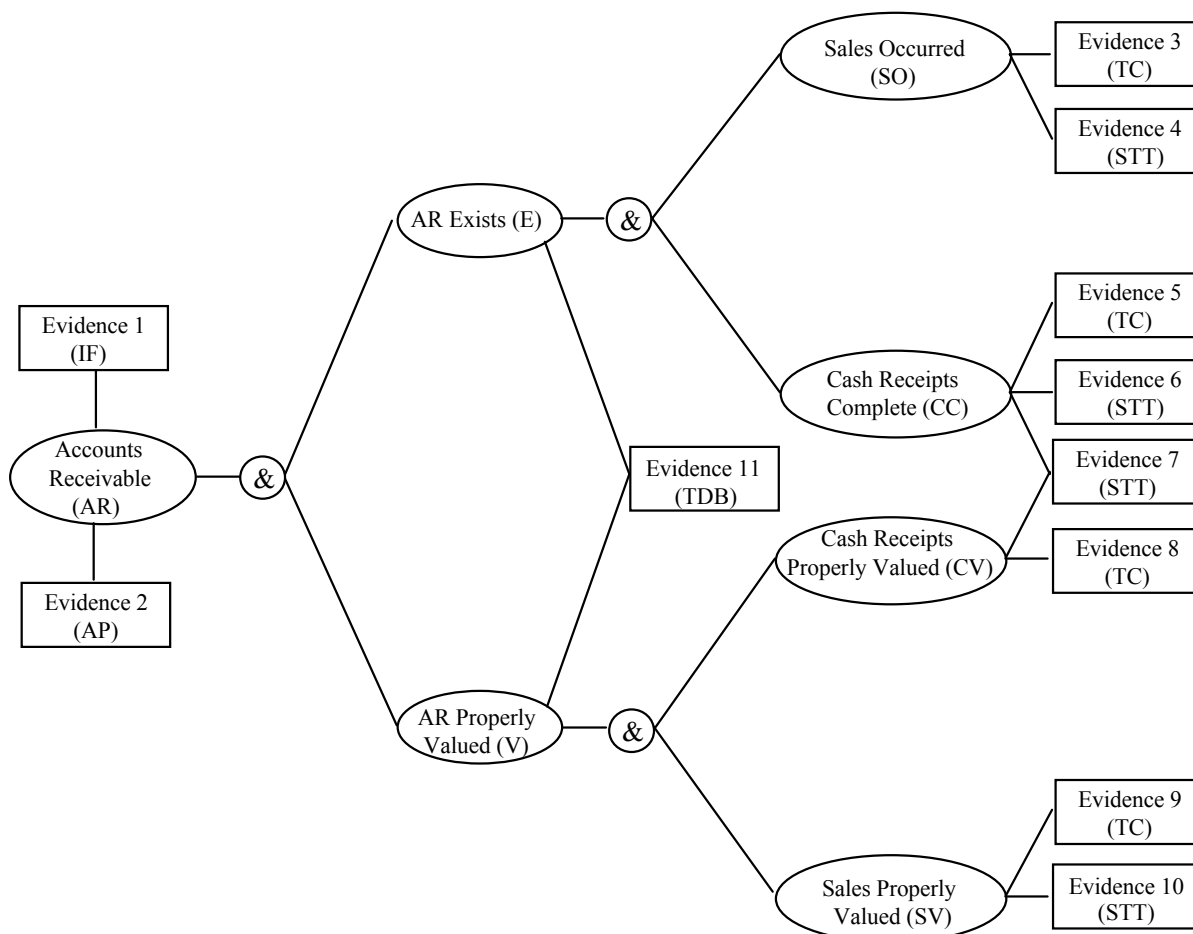 Sales Occurred
(SO)
Evidence 3
(TC)
Evidence 4
(STT)
AR Exists (E)
&
Evidence 5
(TC)
Evidence 1
(IF)
Cash Receipts
Complete (CC)
Evidence 6
(STT)
Accounts
Receivable
(AR)
&
Evidence 11
(TDB)
Evidence 7
(STT)
Cash Receipts
Properly Valued (CV)
Evidence 8
(TC)
Evidence 2
(AP)
AR Properly
Valued (V)
&
Evidence 9
(TC)
Sales Properly
Valued (SV)
Evidence 10
(STT)